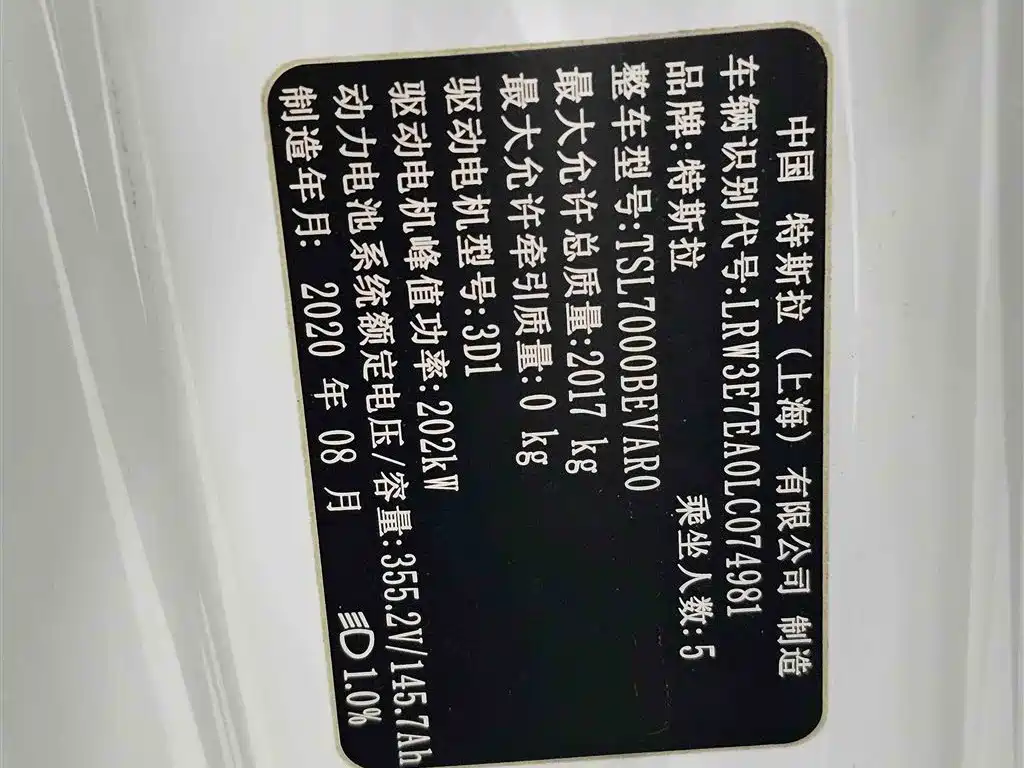 中国 特斯拉（上海）有限公司 制造
车辆识别代号:LRW3E7EA0LC074981
品牌:特斯拉 乘坐人数:5
整车型号:TSL7000BEVAR0
最大允许总质量:2017 kg
最大允许牵引质量:0 kg
驱动电机型号:3D1
驱动电机峰值功率:202kW
动力电池系统额定电压/容量:355.2V/145.7Ah
制造年月: 2020 年 08 月 1.0%